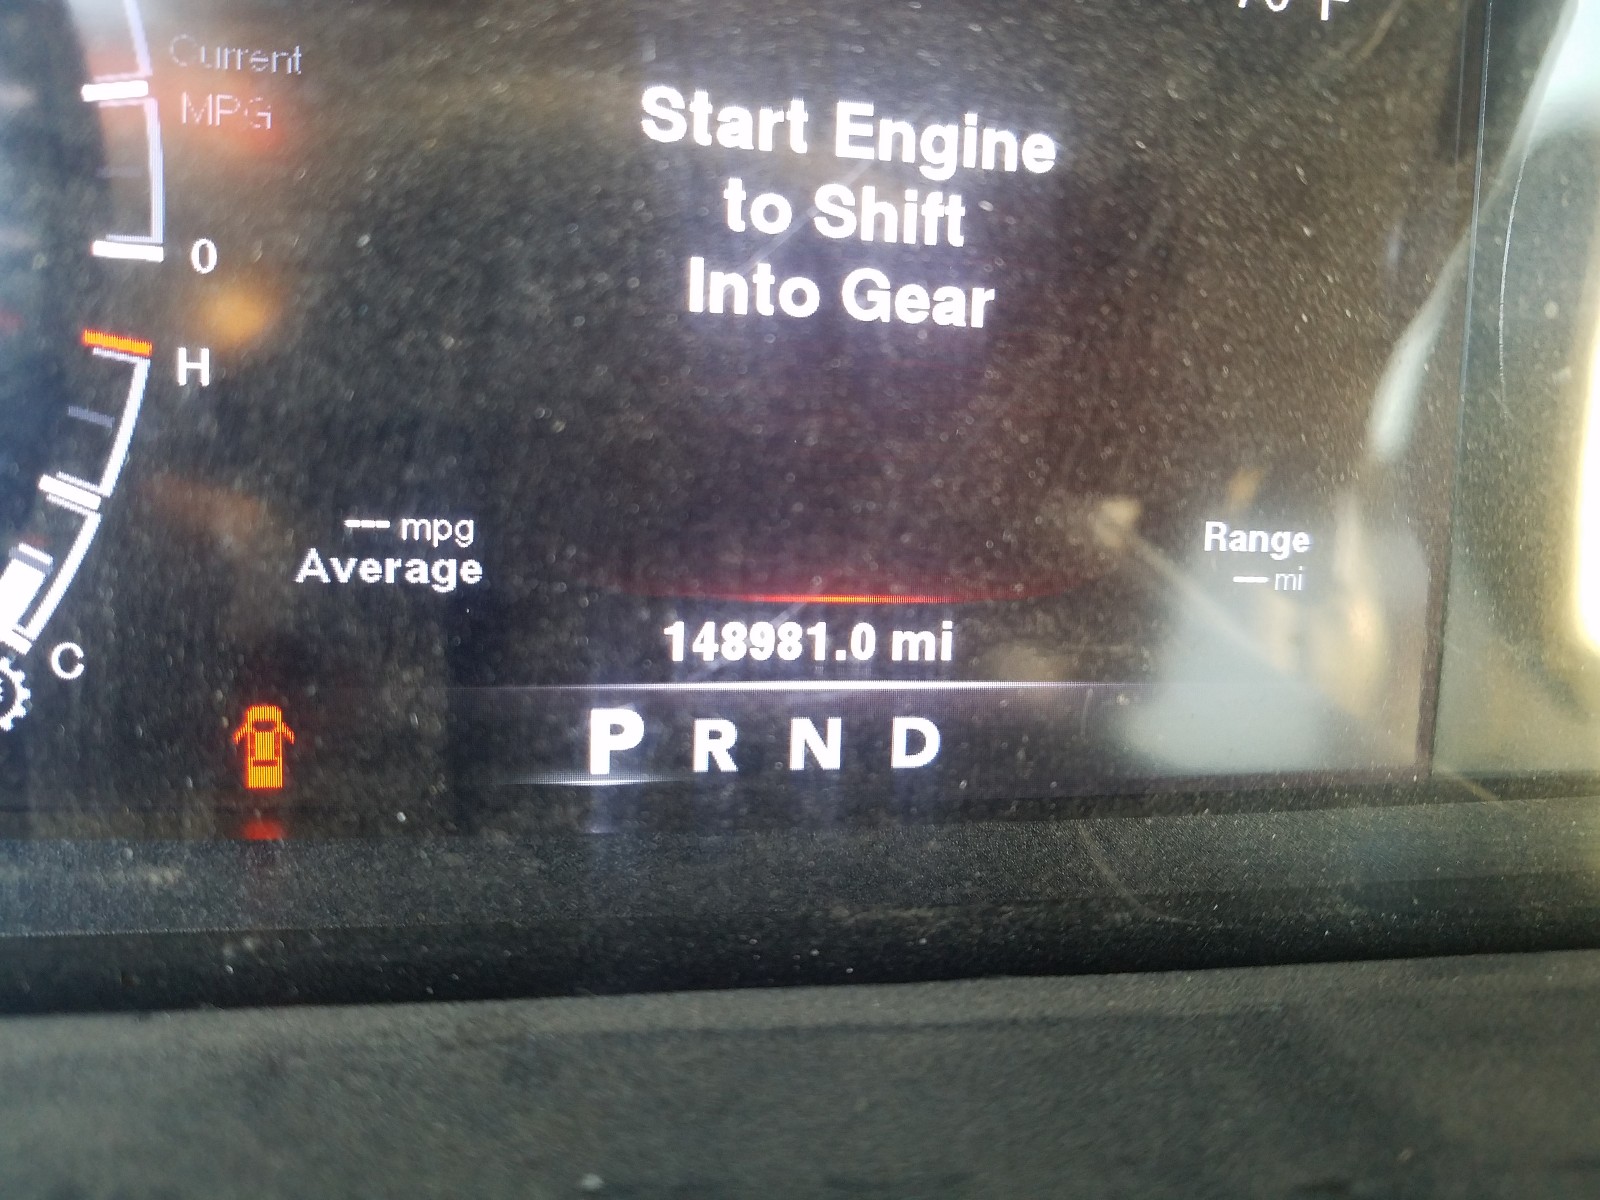 Current
MPG
Start Engine
to Shift
Into Gear
0
H
--- mpg
Average
Range
--- mi
148981.0 mi
C
P R N D